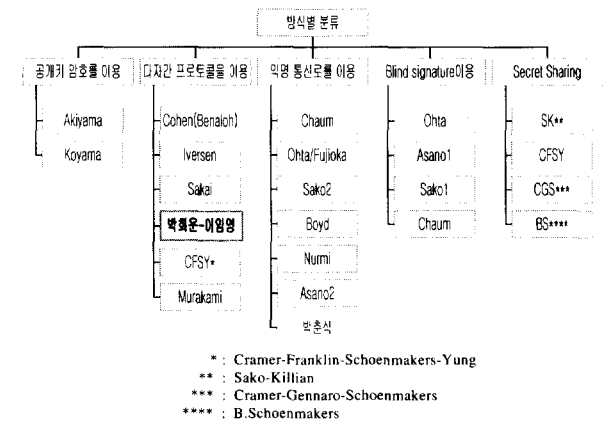 방식별 분류
공개키 암호를 이용
다자간 프로토콜을 이용
익명 통신로를 이용
Blind signature이용
Secret Sharing
Akiyama
Koyama
Cohen(Benaioh)
Iversen
Sakai
박희운-이임영
CFSY*
Murakami
Chaum
Ohta/Fujioka
Sako2
Boyd
Nurmi
Asano2
박춘식
Ohta
Asano1
Sako1
Chaum
SK**
CFSY
CGS***
BS****
* : Cramer-Franklin-Schoenmakers-Yung
** : Sako-Killian
*** : Cramer-Gennaro-Schoenmakers
**** : B.Schoenmakers